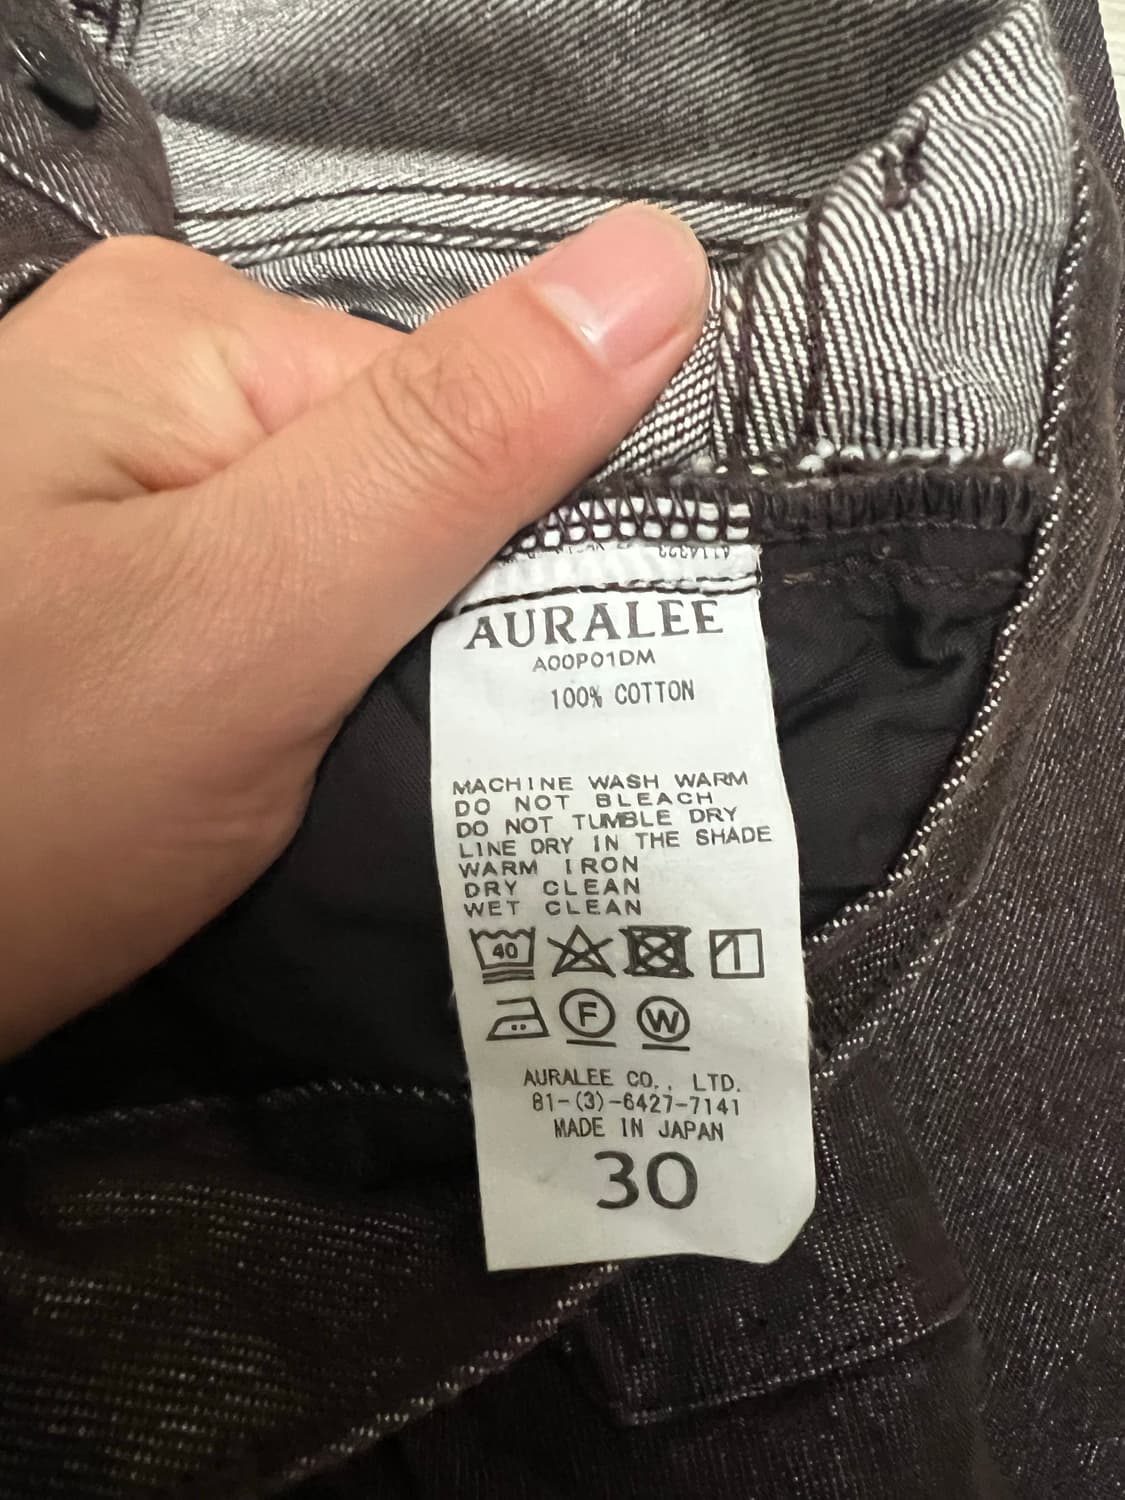 AURALEE
A00P01DM
100% COTTON
MACHINE WASH WARM
DO NOT BLEACH
DO NOT TUMBLE DRY
LINE DRY IN THE SHADE
WARM IRON
DRY CLEAN
WET CLEAN
40
F W
AURALEE CO., LTD.
81-(3)-6427-7141
MADE IN JAPAN
30